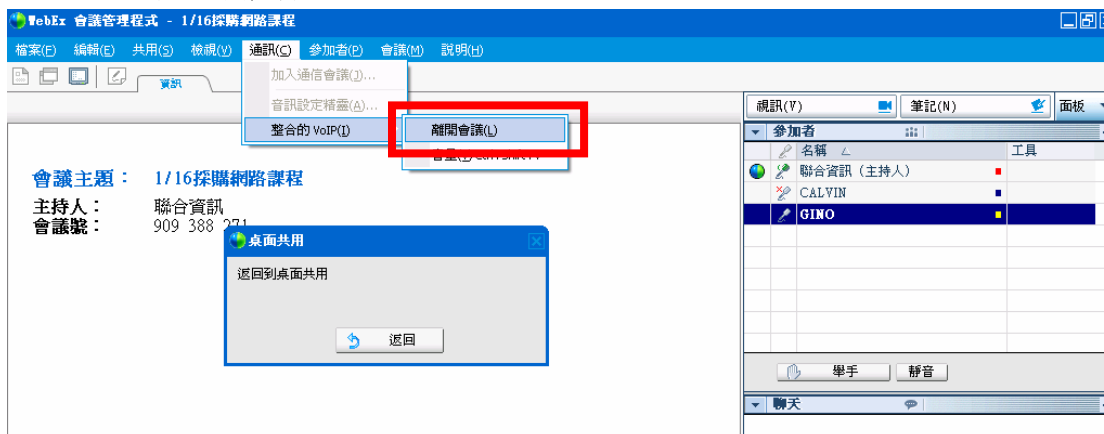 WebEx 會議管理程式 - 1/16採購網路課程
檔案(F) 編輯(E) 共用(S) 檢視(V) 通訊(C) 參加者(P) 會議(M) 説明(H)
資訊
加入通信會議(J)...
音訊設定精靈(A)...
整合的 VoIP(I)
離開會議(L)
視訊(V) 筆記(N) 面板
參加者
名稱 工具
聯合資訊 (主持人)
CALVIN
GINO
舉手 靜音
聊天
會議主題： 1/16採購網路課程
主持人： 聯合資訊
會議號： 909 388 271
桌面共用
返回到桌面共用
返回